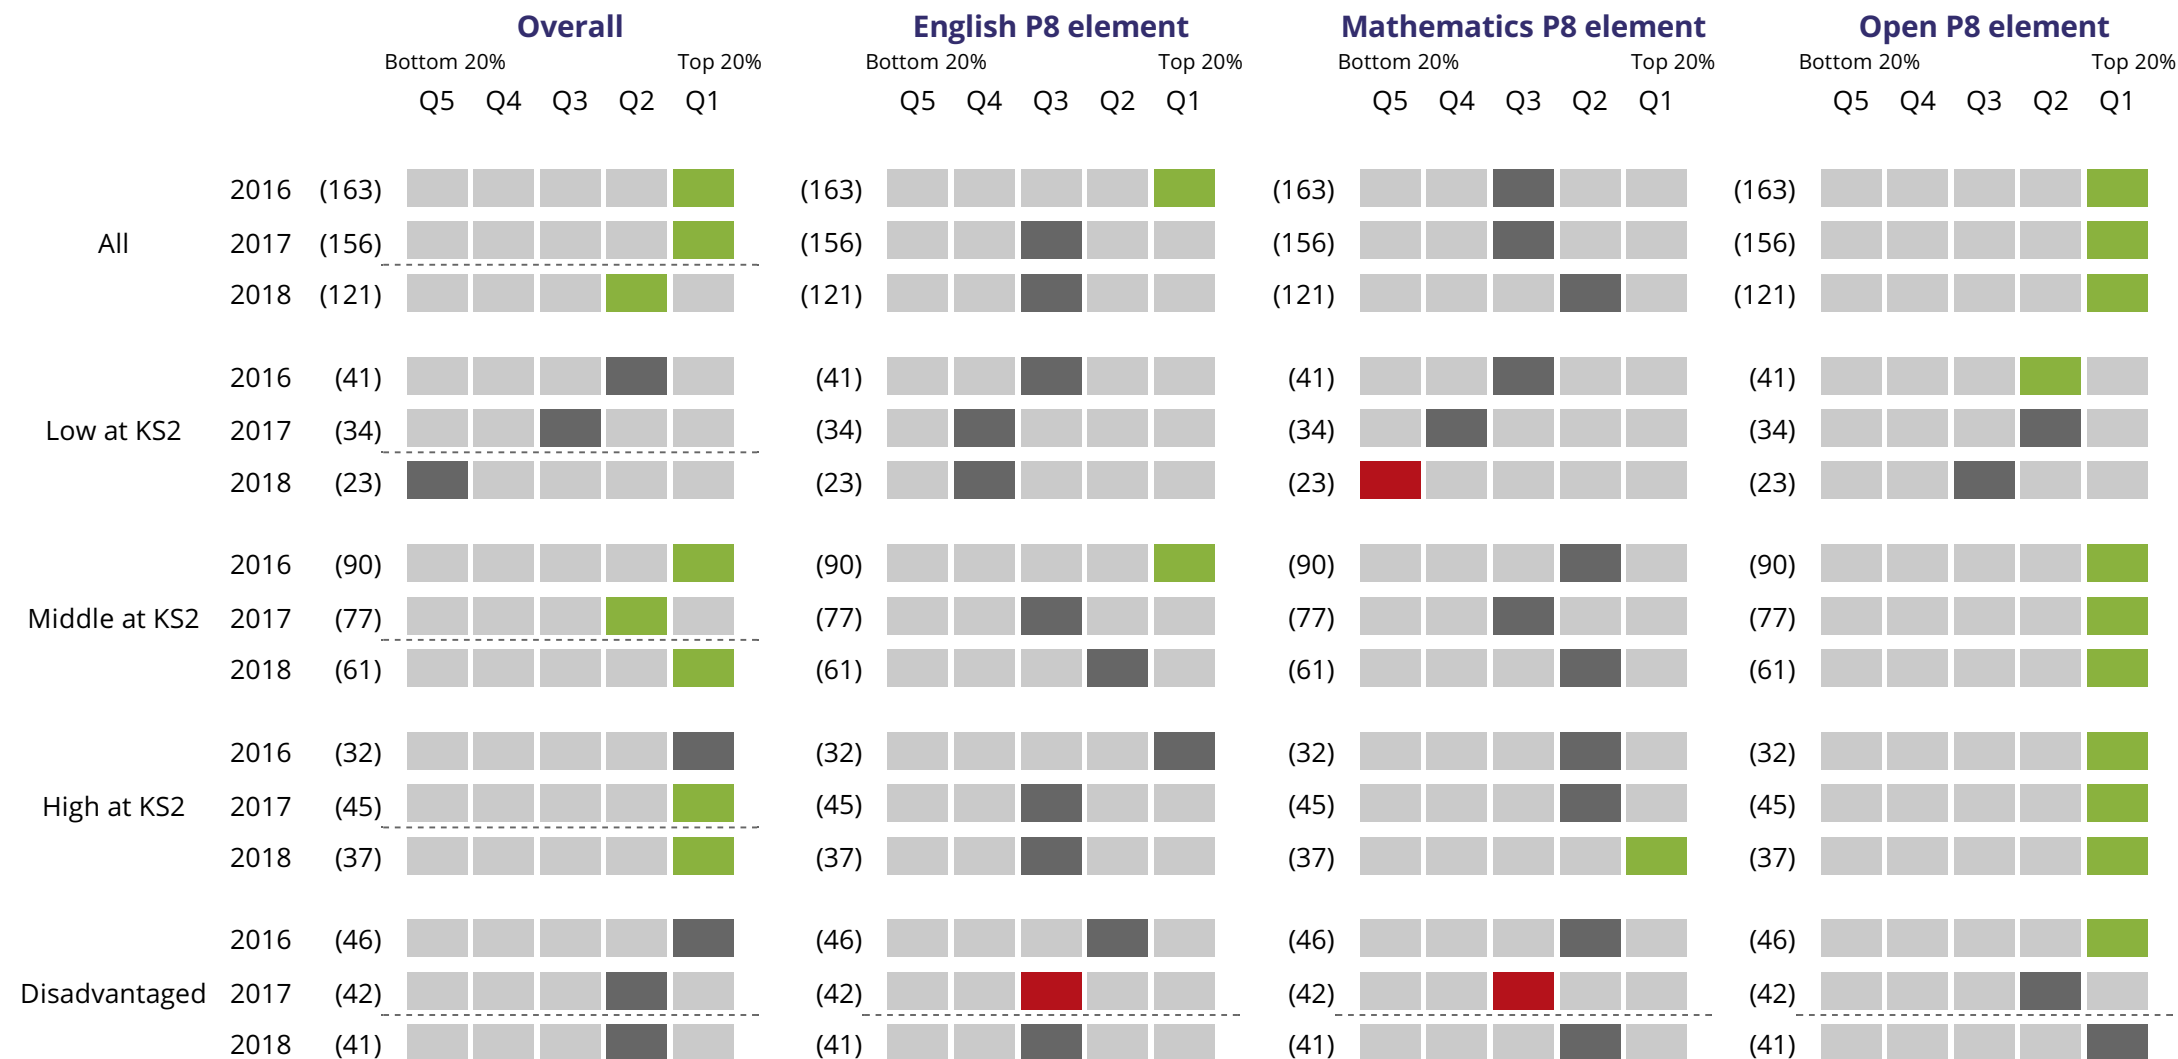 Overall English P8 element Mathematics P8 element Open P8 element
Bottom 20% Top 20% Bottom 20% Top 20% Bottom 20% Top 20% Bottom 20% Top 20%
Q5 Q4 Q3 Q2 Q1 Q5 Q4 Q3 Q2 Q1 Q5 Q4 Q3 Q2 Q1 Q5 Q4 Q3 Q2 Q1
2016 (163) (163) (163) (163)
All 2017 (156) (156) (156) (156)
2018 (121) (121) (121) (121)
2016 (41) (41) (41) (41)
Low at KS2 2017 (34) (34) (34) (34)
2018 (23) (23) (23) (23)
2016 (90) (90) (90) (90)
Middle at KS2 2017 (77) (77) (77) (77)
2018 (61) (61) (61) (61)
2016 (32) (32) (32) (32)
High at KS2 2017 (45) (45) (45) (45)
2018 (37) (37) (37) (37)
2016 (46) (46) (46) (46)
Disadvantaged 2017 (42) (42) (42) (42)
2018 (41) (41) (41) (41)